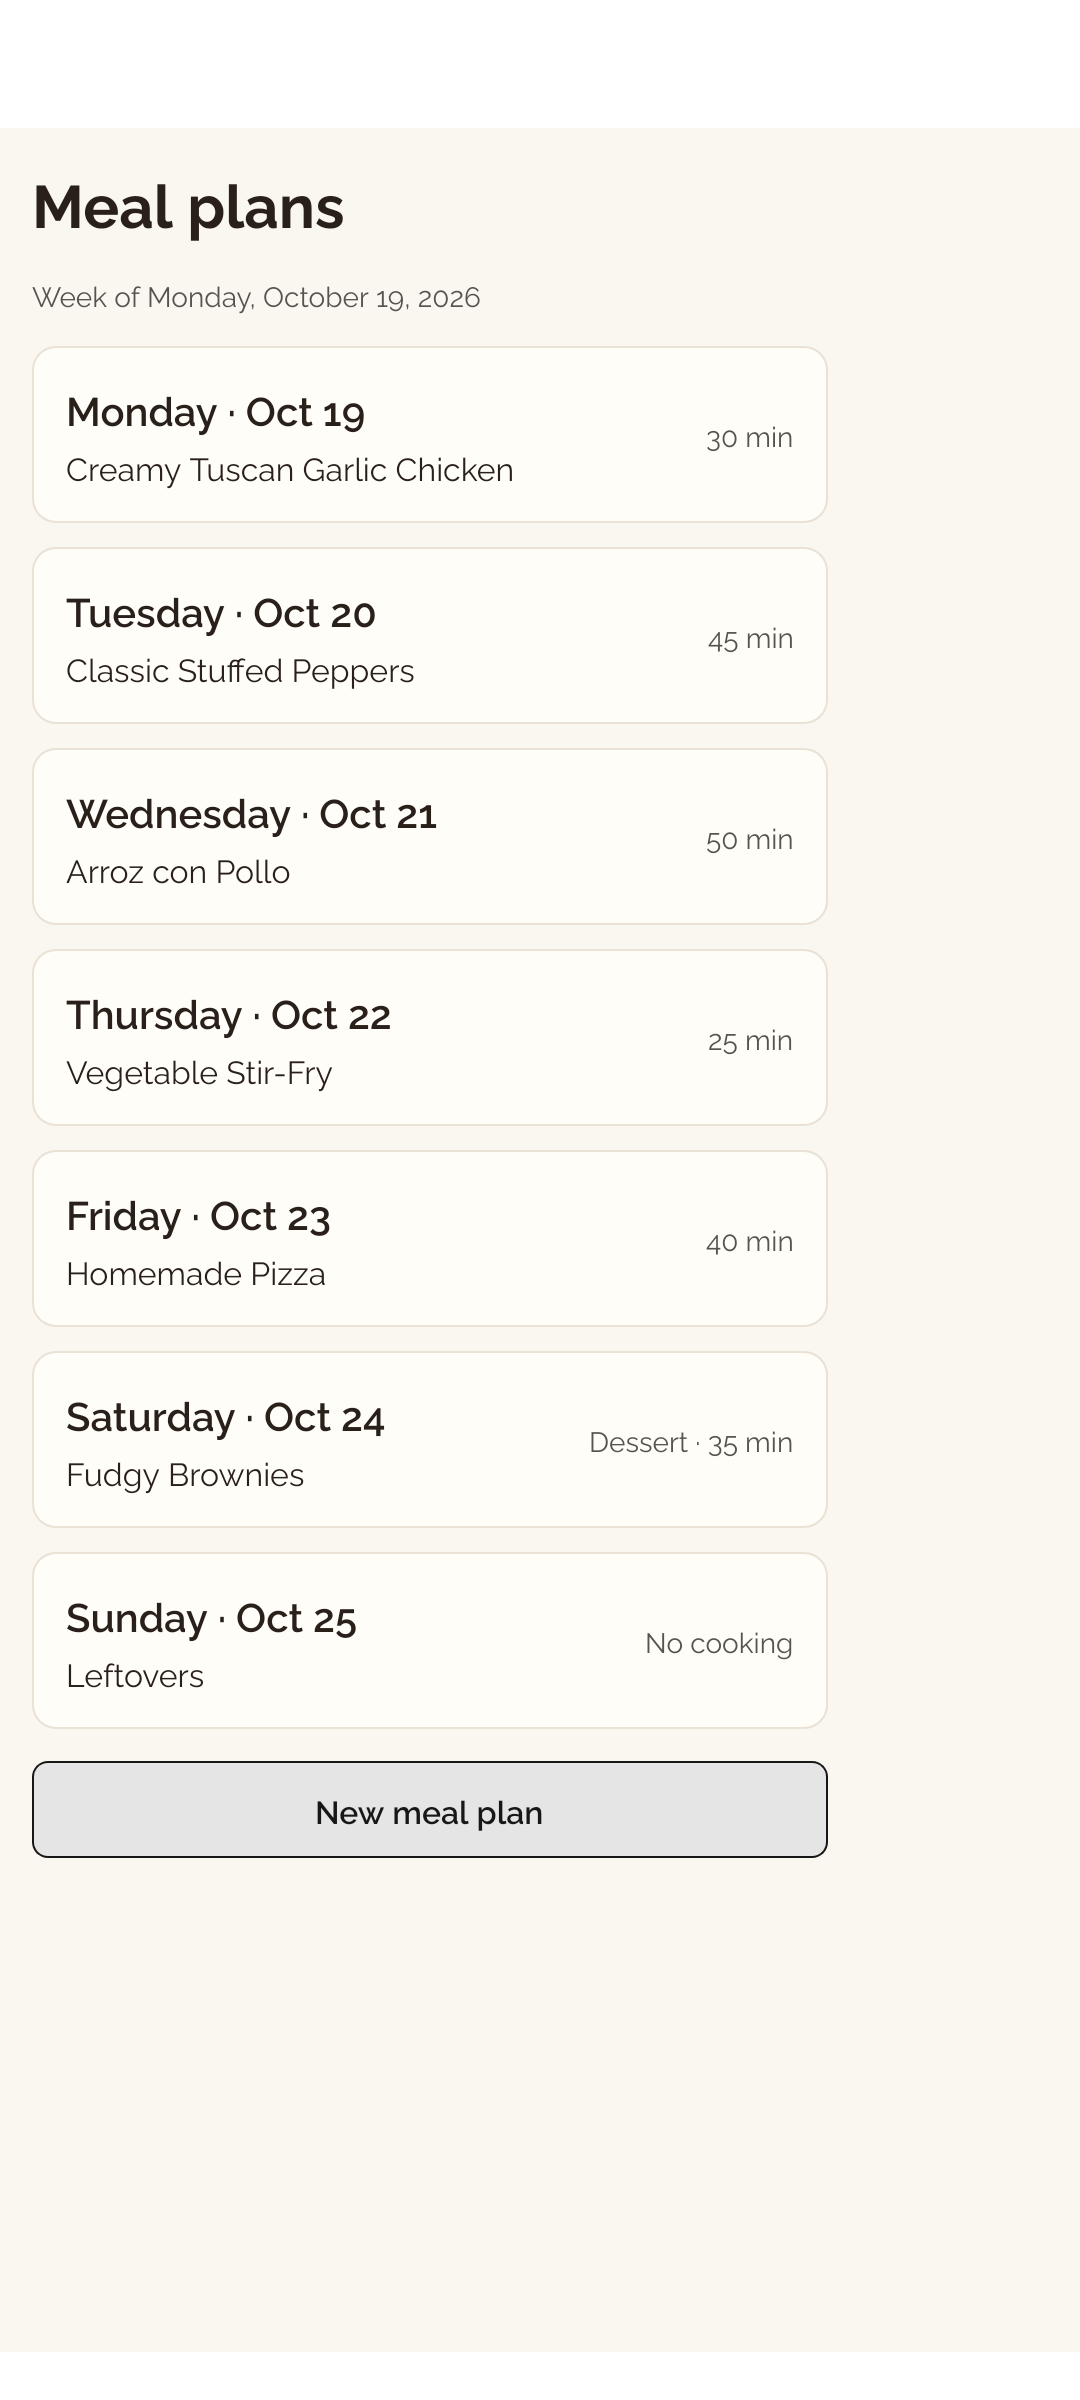 Meal plans
Week of Monday, October 19, 2026
Monday · Oct 19
Creamy Tuscan Garlic Chicken
30 min
Tuesday · Oct 20
Classic Stuffed Peppers
45 min
Wednesday · Oct 21
Arroz con Pollo
50 min
Thursday · Oct 22
Vegetable Stir-Fry
25 min
Friday · Oct 23
Homemade Pizza
40 min
Saturday · Oct 24
Fudgy Brownies
Dessert · 35 min
Sunday · Oct 25
Leftovers
No cooking
New meal plan